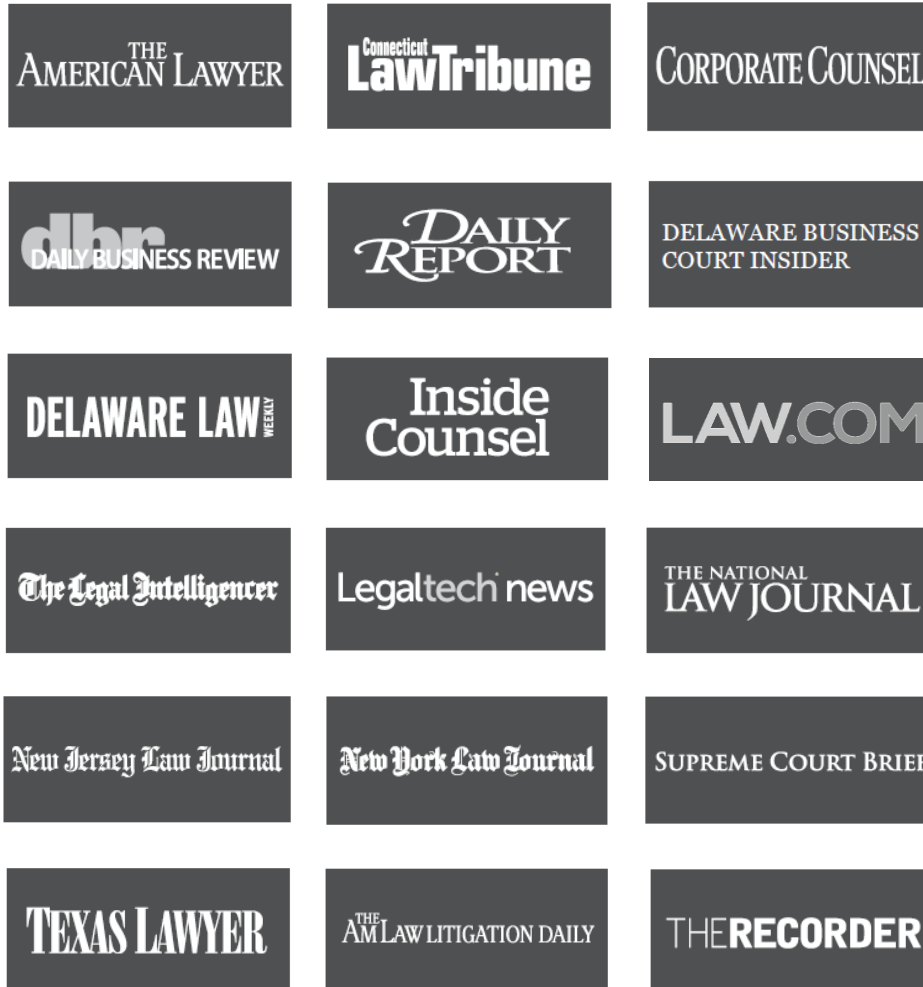 THE
AMERICAN LAWYER
Connecticut
LawTribune
CORPORATE COUNSEL
dbr
DAILY BUSINESS REVIEW
DAILY
REPORT
DELAWARE BUSINESS
COURT INSIDER
DELAWARE LAW WEEKLY
Inside
Counsel
LAW.COM
The Legal Intelligencer
Legaltech news
THE NATIONAL
LAW JOURNAL
New Jersey Law Journal
New York Law Journal
SUPREME COURT BRIEF
TEXAS LAWYER
THE
AM LAW LITIGATION DAILY
THERECORDER